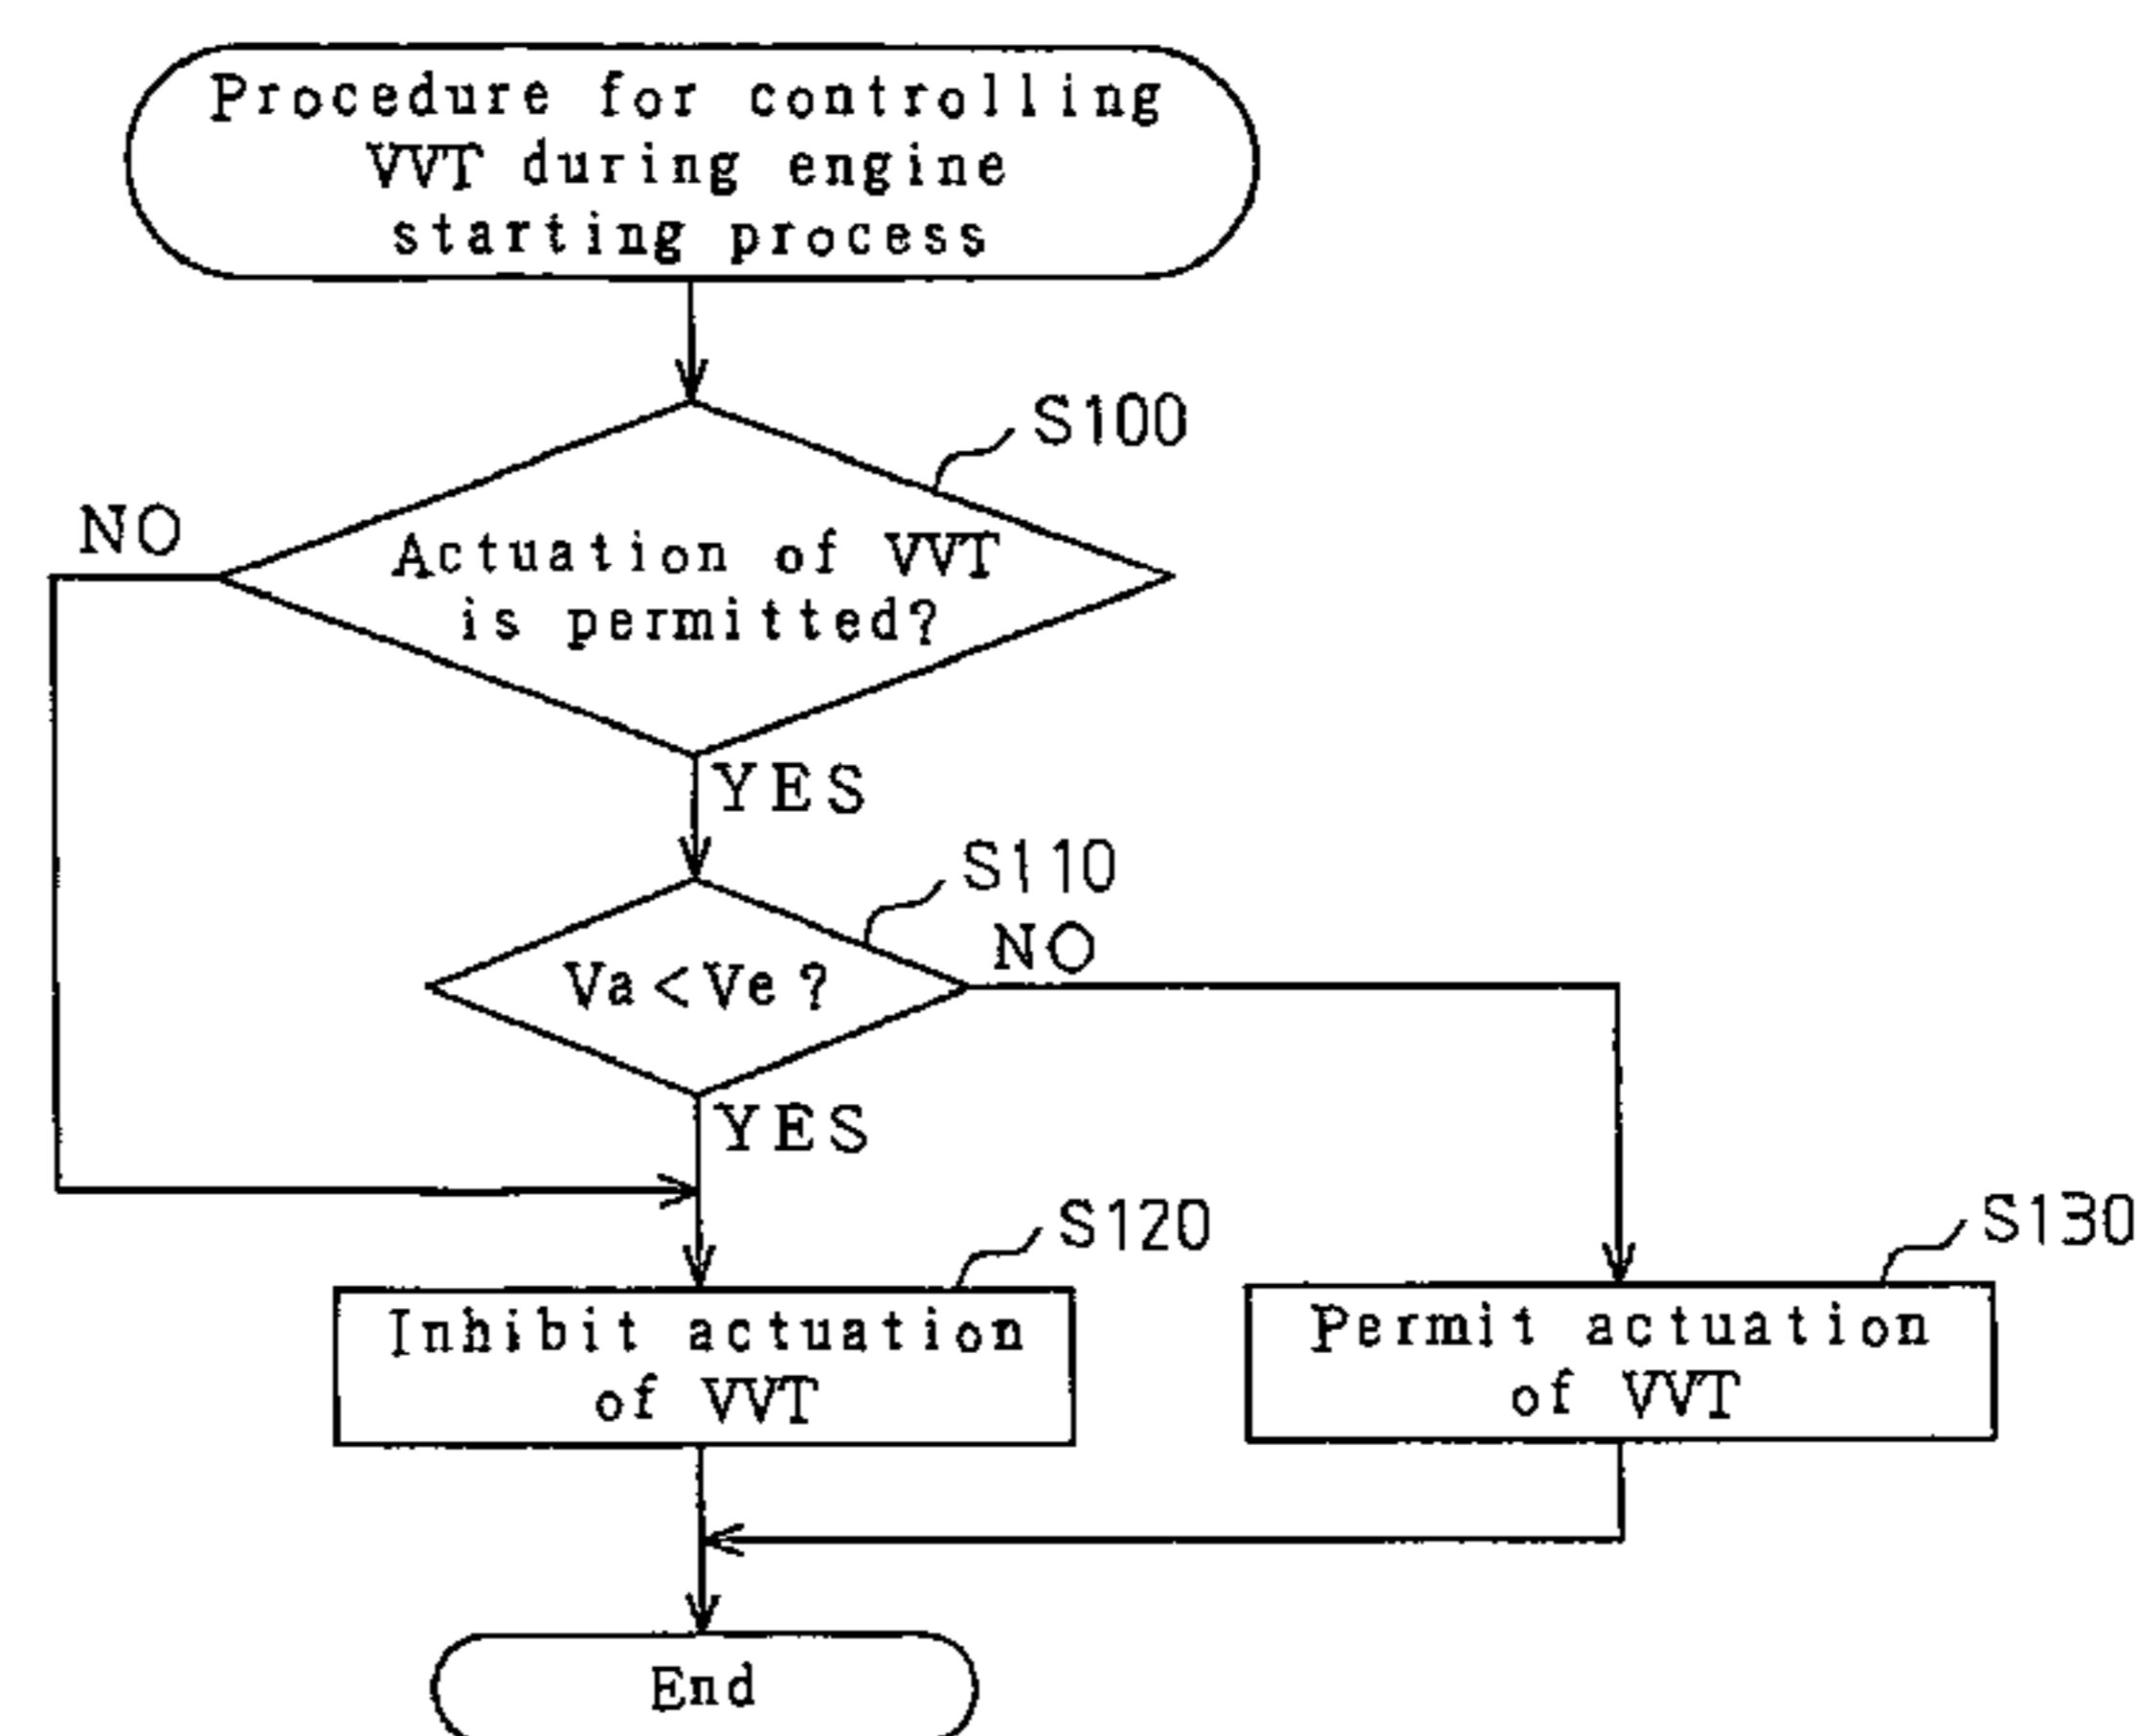 Procedure for controlling
VVT during engine
starting process
S100
NO
Actuation of VVT
is permitted?
YES
S110
NO
Va<Ve?
YES
S120
S130
Inhibit actuation
of VVT
Permit actuation
of VVT
End